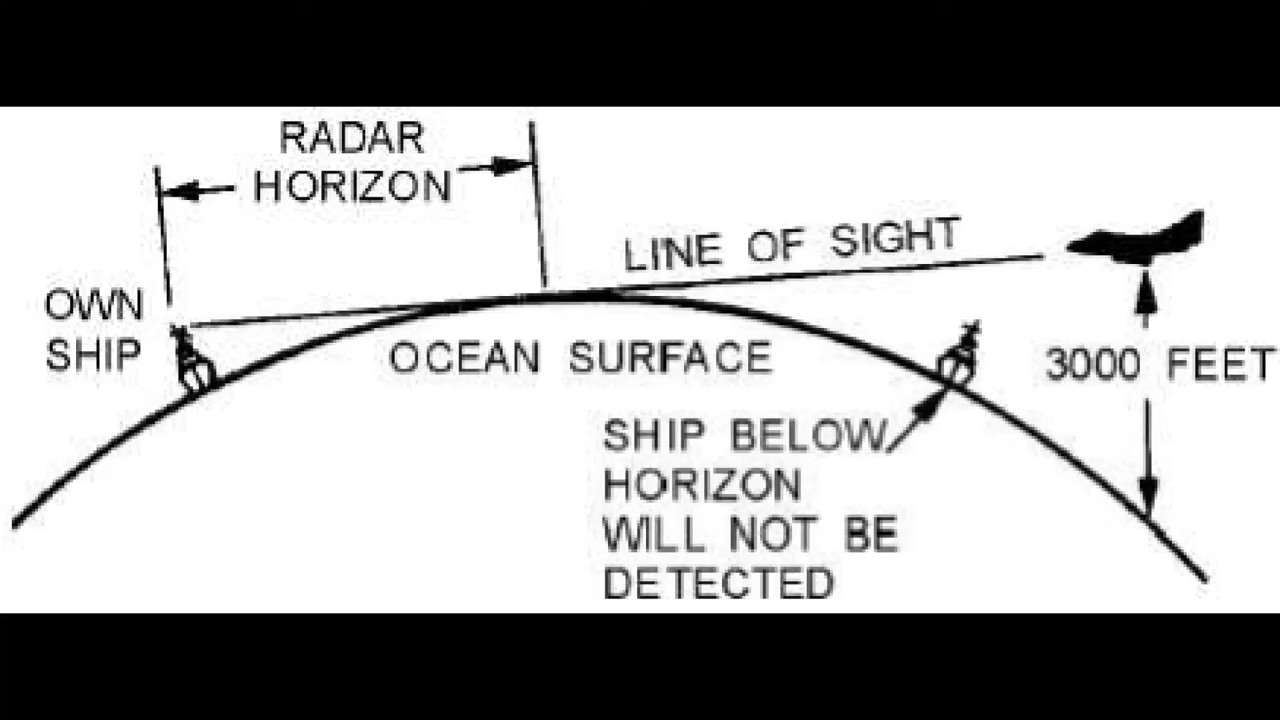 RADAR
HORIZON
LINE OF SIGHT
OWN
SHIP
OCEAN SURFACE
3000 FEET
SHIP BELOW
HORIZON
WILL NOT BE
DETECTED